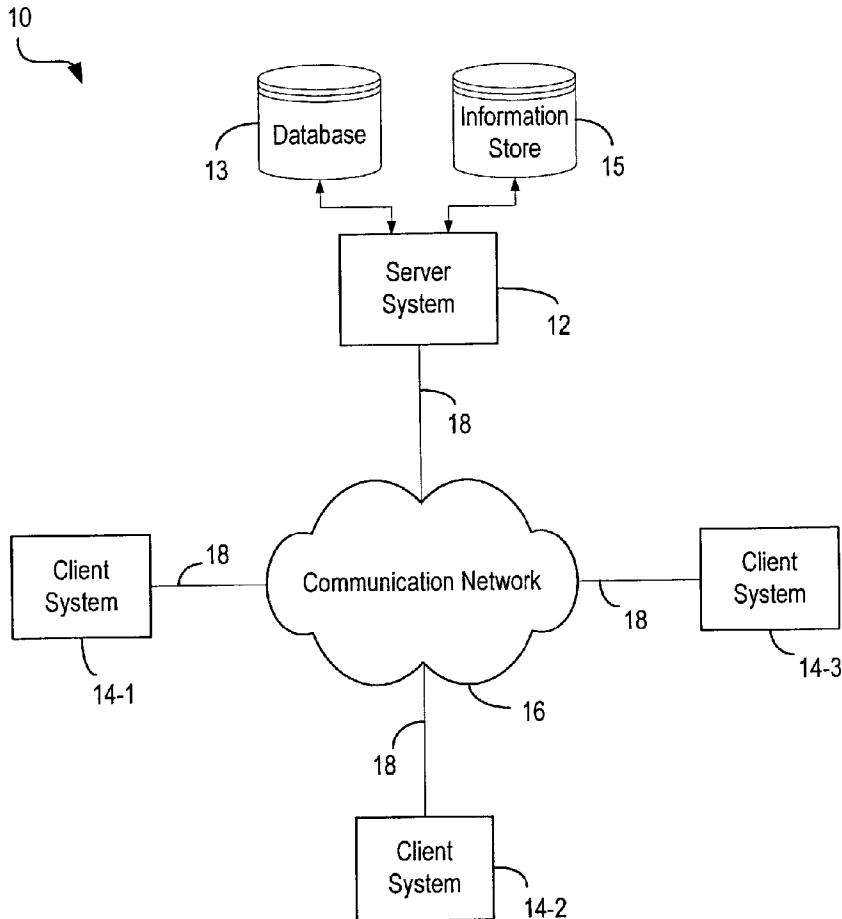 10
Database
Information
Store
13
15
Server
System
12
18
Client
System
18
Communication Network
18
Client
System
14-1
16
14-3
18
Client
System
14-2